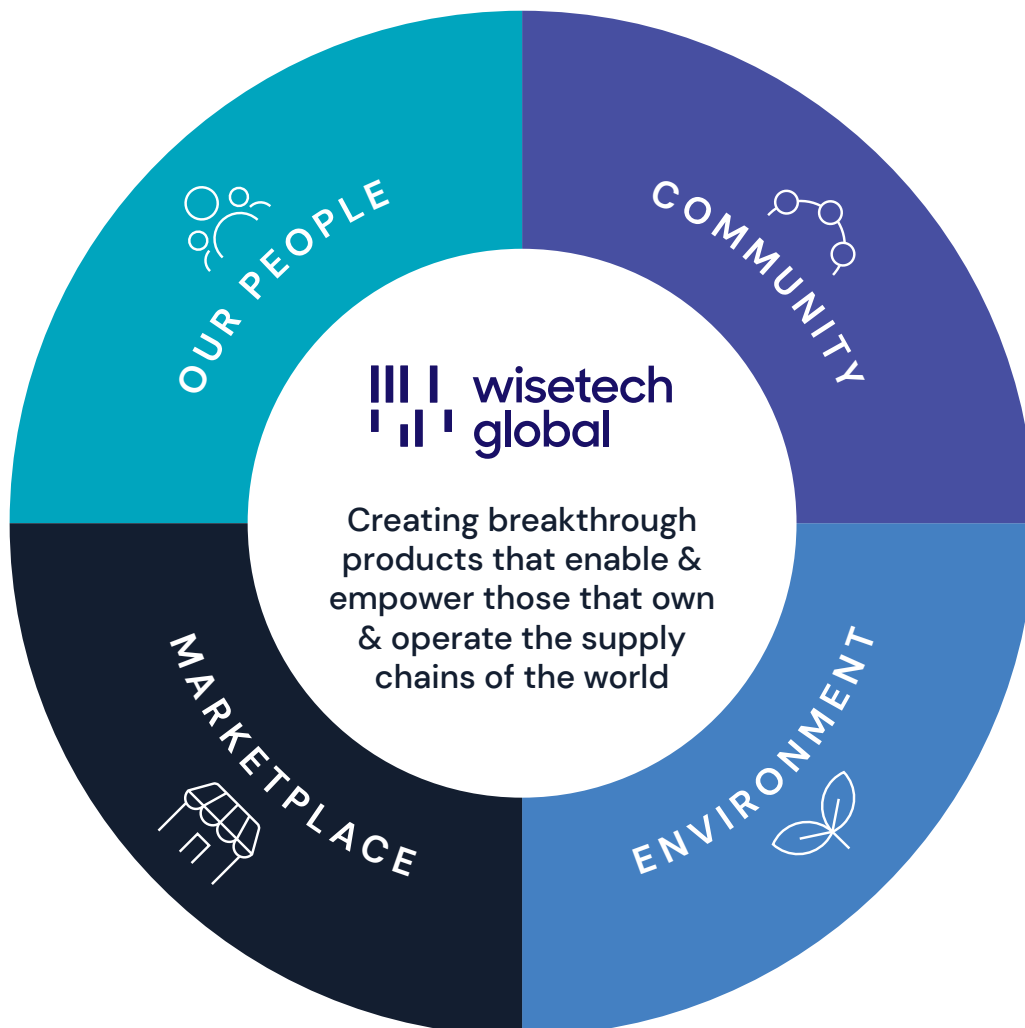 OUR PEOPLE
COMMUNITY
wisetech
global
Creating breakthrough
products that enable &
empower those that own
& operate the supply
chains of the world
MARKETPLACE
ENVIRONMENT